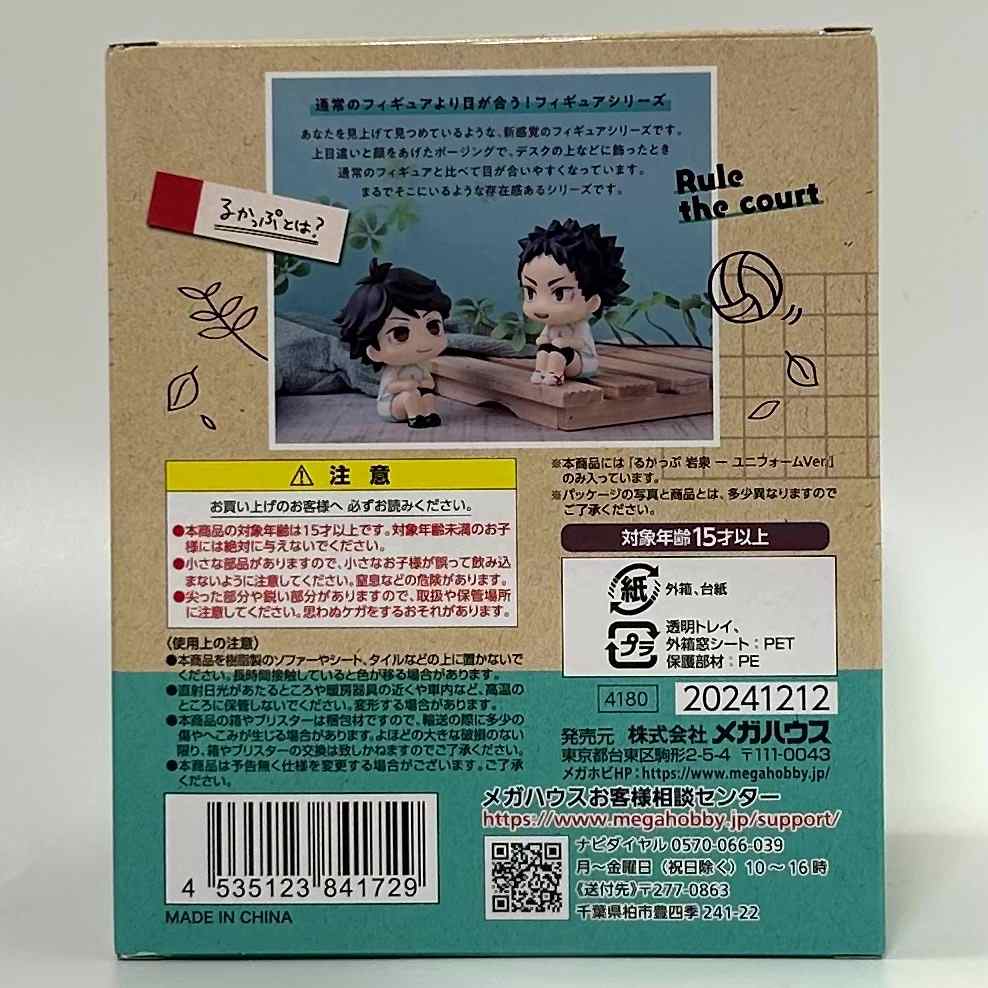 通常のフィギュアより目が合う!フィギュアシリーズ
あなたを見上げて見つめているような、新感覚のフィギュアシリーズです。
上目遣いと顔をあげたポージングで、デスクの上などに飾ったとき
通常のフィギュアと比べて目が合いやすくなっています。
まるでそこにいるような存在感あるシリーズです。
るかっぷとは?
Rule
the court
注意
お買い上げのお客様へ 必ずお読みください。
●本商品の対象年齢は15才以上です。対象年齢未満のお子
様には絶対に与えないでください。
●小さな部品がありますので、小さなお子様が誤って飲み込
まないように注意してください。窒息などの危険があります。
●尖った部分や鋭い部分がありますので、取扱や保管場所
に注意してください。思わぬケガをするおそれがあります。
〈使用上の注意〉
●本商品を樹脂製のソファーやシート、タイルなどの上に置かないで
ください。長時間接触していると色が移る場合があります。
●直射日光があたるところや暖房器具の近くや車内など、高温の
ところに保管しないでください。変形する場合があります。
●本商品の箱やブリスターは梱包材ですので、輸送の際に多少の
傷やへこみが生じる場合があります。よほどの大きな破損のない
限り、箱やブリスターの交換は致しかねますのでご了承ください。
●本商品は予告無く仕様を変更する場合がございます。ご了承
ください。
4 535123 841729
MADE IN CHINA
※本商品には「るかっぷ 岩泉 一 ユニフォームVer.」
のみ入っています。
※パッケージの写真と商品とは、多少異なりますので
ご了承ください。
対象年齢15才以上
紙
外箱、台紙
プラ
透明トレイ、
外箱窓シート:PET
保護部材:PE
4180 20241212
発売元 株式会社 メガハウス
東京都台東区駒形2-5-4 〒111-0043
メガホビHP:https://www.megahobby.jp/
メガハウスお客様相談センター
https://www.megahobby.jp/support/
ナビダイヤル 0570-066-039
月~金曜日(祝日除く)10~16時
《送付先》〒277-0863
千葉県柏市豊四季241-22